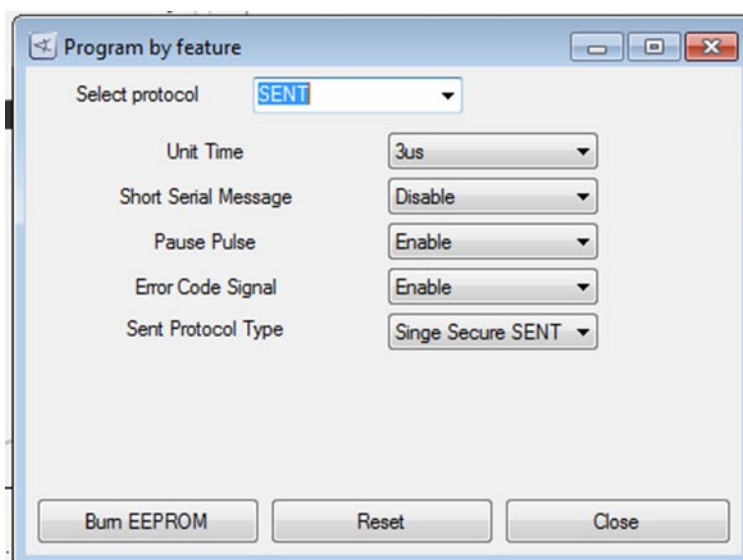 Program by feature
Select protocol SENT
Unit Time 3us
Short Serial Message Disable
Pause Pulse Enable
Error Code Signal Enable
Sent Protocol Type Singe Secure SENT
Burn EEPROM Reset Close